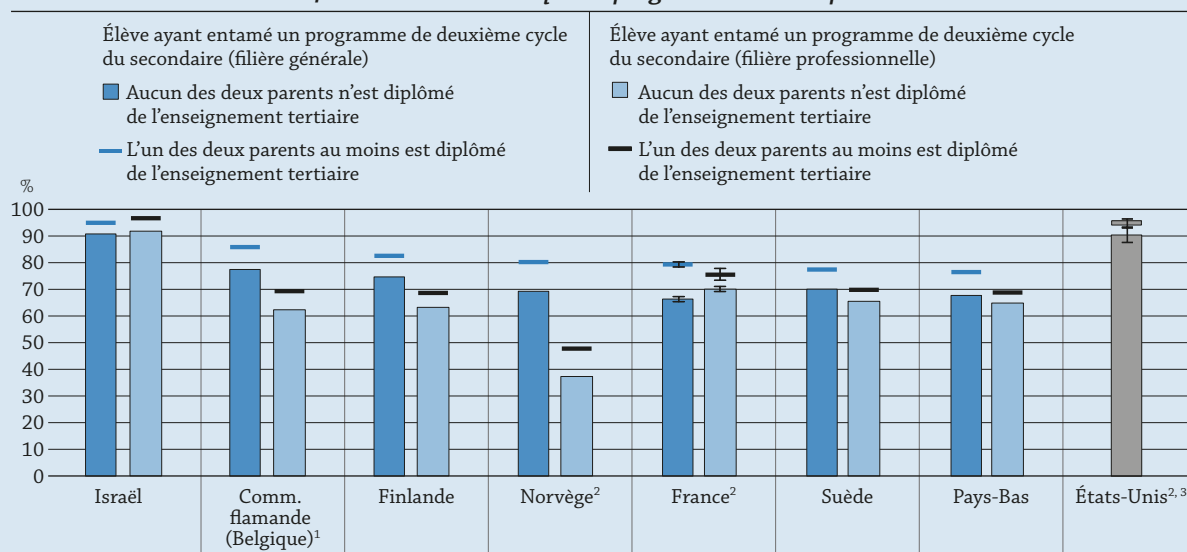 Élève ayant entamé un programme de deuxième cycle
du secondaire (filière générale)
Aucun des deux parents n'est diplômé
de l'enseignement tertiaire
L'un des deux parents au moins est diplômé
de l'enseignement tertiaire
Élève ayant entamé un programme de deuxième cycle
du secondaire (filière professionnelle)
Aucun des deux parents n'est diplômé
de l'enseignement tertiaire
L'un des deux parents au moins est diplômé
de l'enseignement tertiaire
%
100
90
80
70
60
50
40
30
20
10
0
Israël
Comm.
flamande
(Belgique)1
Finlande
Norvège2
France2
Suède
Pays-Bas
États-Unis2, 3